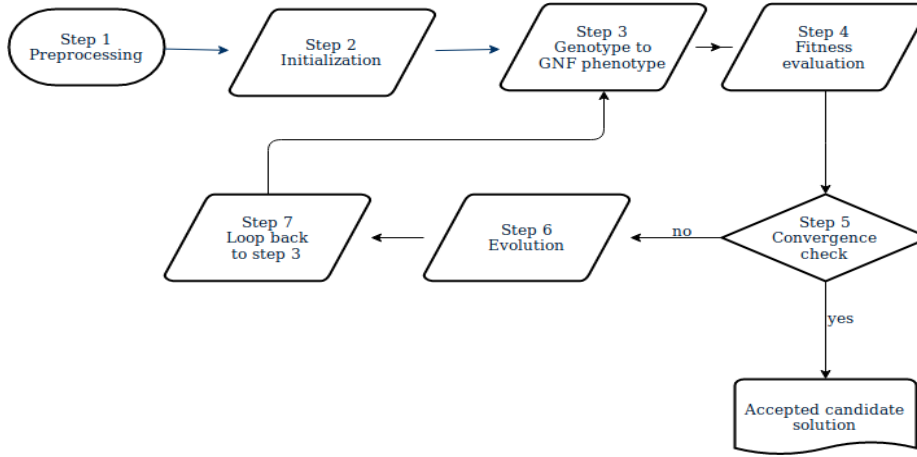 Step 1
Preprocessing
Step 2
Initialization
Step 3
Genotype to
GNF phenotype
Step 4
Fitness
evaluation
Step 5
Convergence
check
no
Step 6
Evolution
Step 7
Loop back
to step 3
yes
Accepted candidate
solution